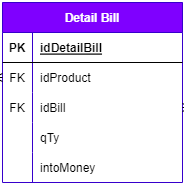 Detail Bill
PK idDetailBill
FK idProduct
FK idBill
qTy
intoMoney